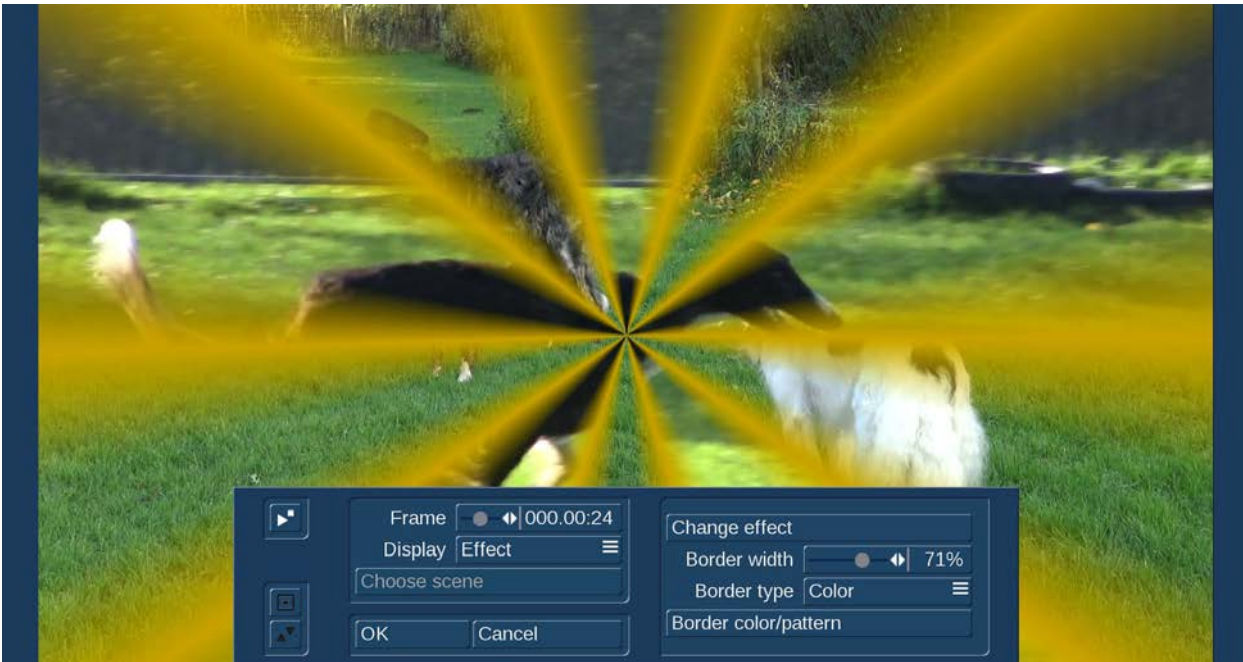 Frame 000.00:24
Display Effect
Choose scene
OK Cancel
Change effect
Border width 71%
Border type Color
Border color/pattern